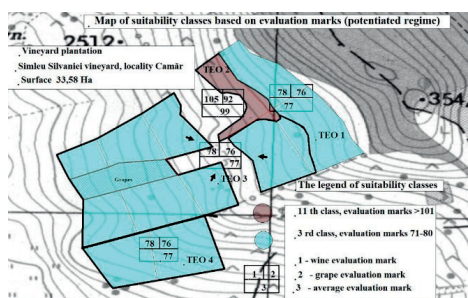 Map of suitability classes based on evaluation marks (potentiated regime)
2512
Vineyard plantation
Simleu Silvaniei vineyard, locality Camăr
Surface 33,58 Ha
TEO 2
105 92
99
78 76
77
TEO 1
354
78 76
77
TEO 3
Grapes
The legend of suitability classes
11 th class, evaluation marks >101
3 rd class, evaluation marks 71-80
78 76
77
TEO 4
1 - wine evaluation mark
2 - grape evaluation mark
3 - average evaluation mark
1 2
3